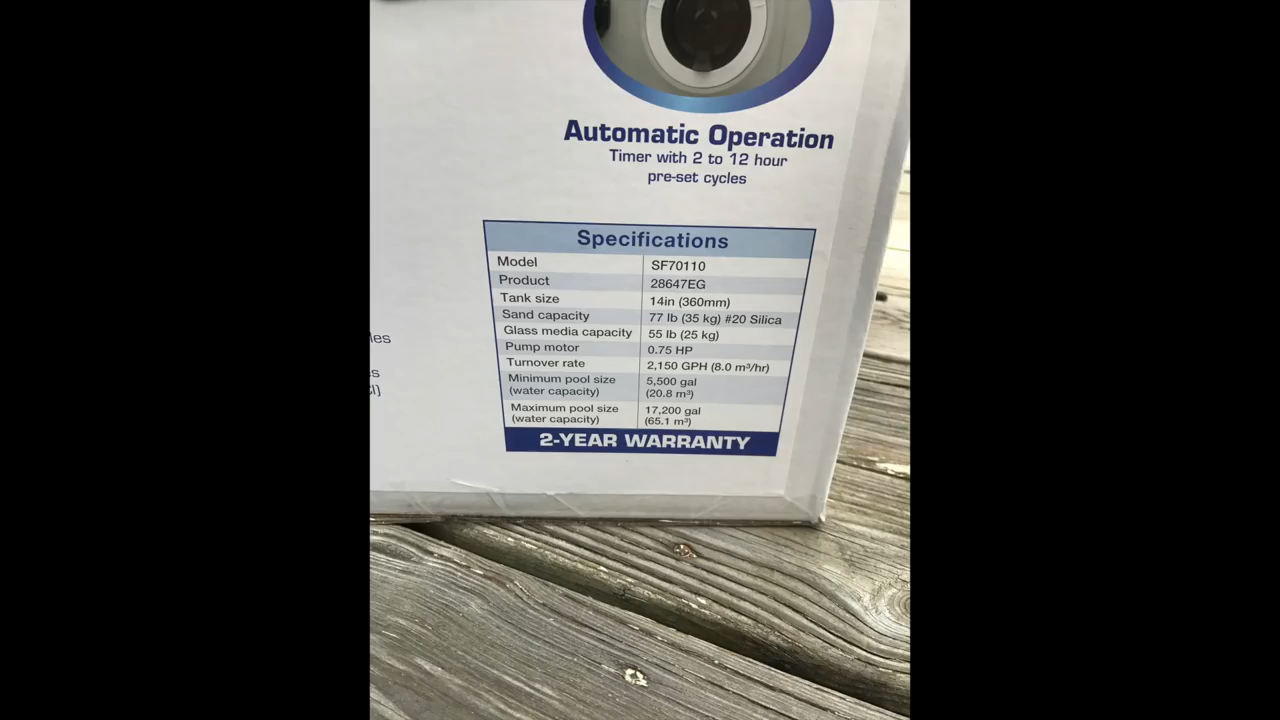 Automatic Operation
Timer with 2 to 12 hour
pre-set cycles
Specifications
Model SF70110
Product 28647EG
Tank size 14in (360mm)
Sand capacity 77 lb (35 kg) #20 Silica
Glass media capacity 55 lb (25 kg)
Pump motor 0.75 HP
Turnover rate 2,150 GPH (8.0 m³/hr)
Minimum pool size 5,500 gal
(water capacity) (20.8 m³)
Maximum pool size 17,200 gal
(water capacity) (65.1 m³)
2-YEAR WARRANTY